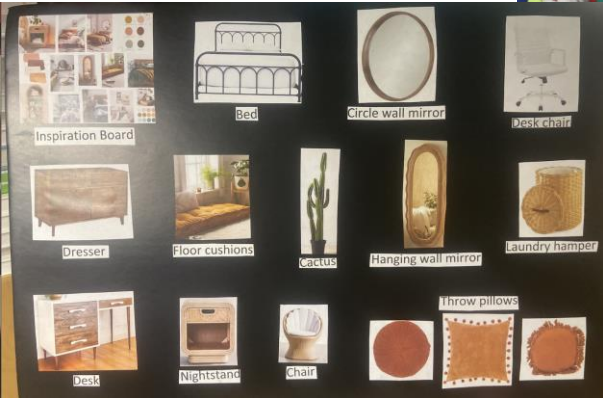 Inspiration Board
Bed
Circle wall mirror
Desk chair
Dresser
Floor cushions
Cactus
Hanging wall mirror
Laundry hamper
Desk
Nightstand
Chair
Throw pillows